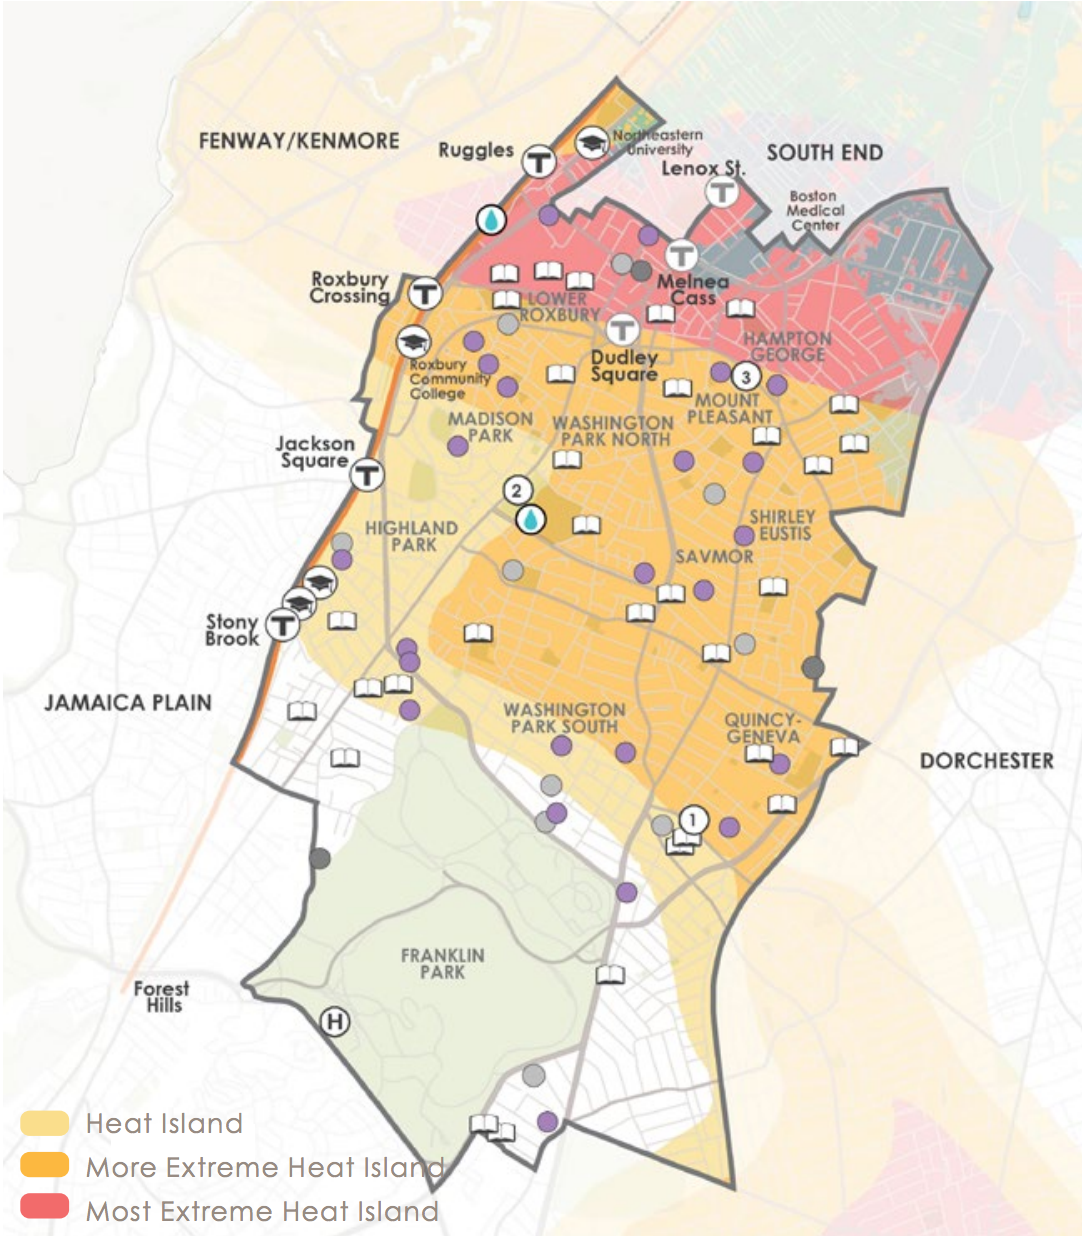 FENWAY/KENMORE
Ruggles
T
Northeastern
University
SOUTH END
Lenox St.
T
Boston
Medical
Center
Roxbury
Crossing
T
T
Melnea
Cass
LOWER
ROXBURY
T
Dudley
Square
HAMPTON
GEORGE
Roxbury
Community
College
3
MOUNT
PLEASANT
MADISON
PARK
WASHINGTON
PARK NORTH
Jackson
Square
T
2
HIGHLAND
PARK
SHIRLEY
EUSTIS
SAVMOR
Stony
Brook
T
JAMAICA PLAIN
WASHINGTON
PARK SOUTH
QUINCY-
GENEVA
DORCHESTER
1
FRANKLIN
PARK
Forest
Hills
H
Heat Island
More Extreme Heat Island
Most Extreme Heat Island